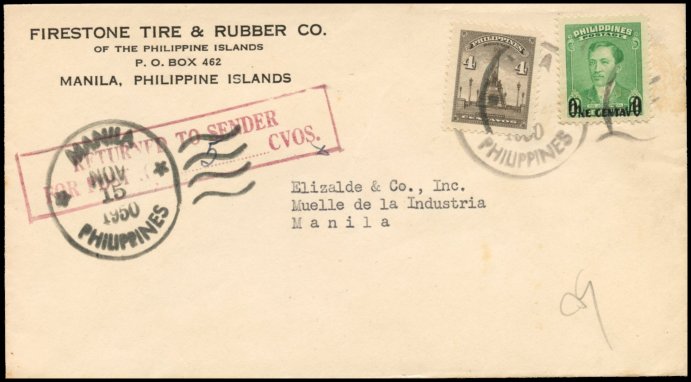 FIRESTONE TIRE & RUBBER CO.
OF THE PHILIPPINE ISLANDS
P. O. BOX 462
MANILA, PHILIPPINE ISLANDS
PHILIPPINES
4 4
PHILIPPINES
POSTAGE
ONE CENTAVO
1950
PHILIPPINES
RETURNED TO SENDER
FOR 5 CVOS.
MANILA
NOV
15
1950
PHILIPPINES
Elizalde & Co., Inc.
Muelle de la Industria
Manila